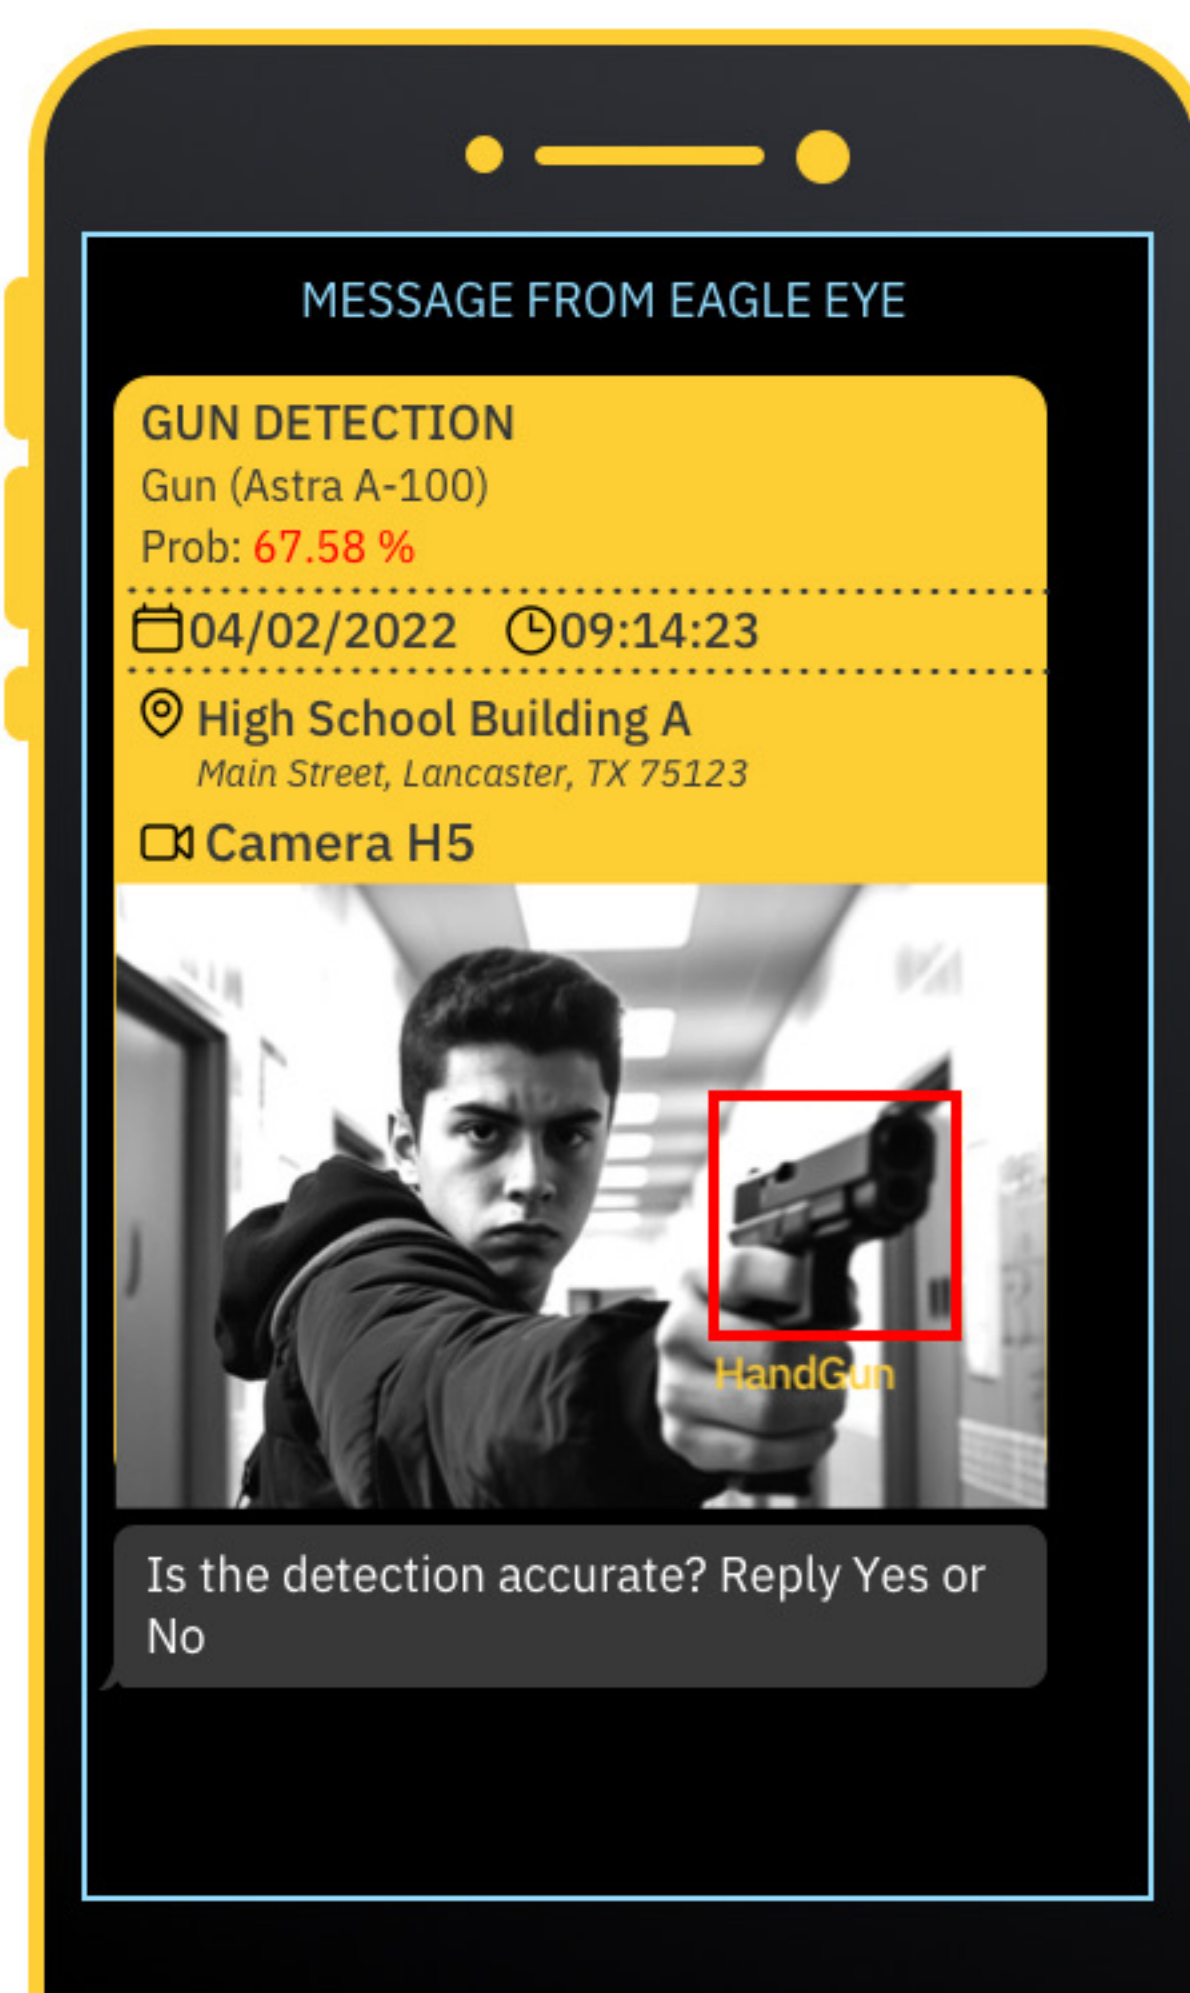 MESSAGE FROM EAGLE EYE
GUN DETECTION
Gun (Astra A-100)
Prob: 67.58 %
04/02/2022 09:14:23
High School Building A
Main Street, Lancaster, TX 75123
Camera H5
HandGun
Is the detection accurate? Reply Yes or
No